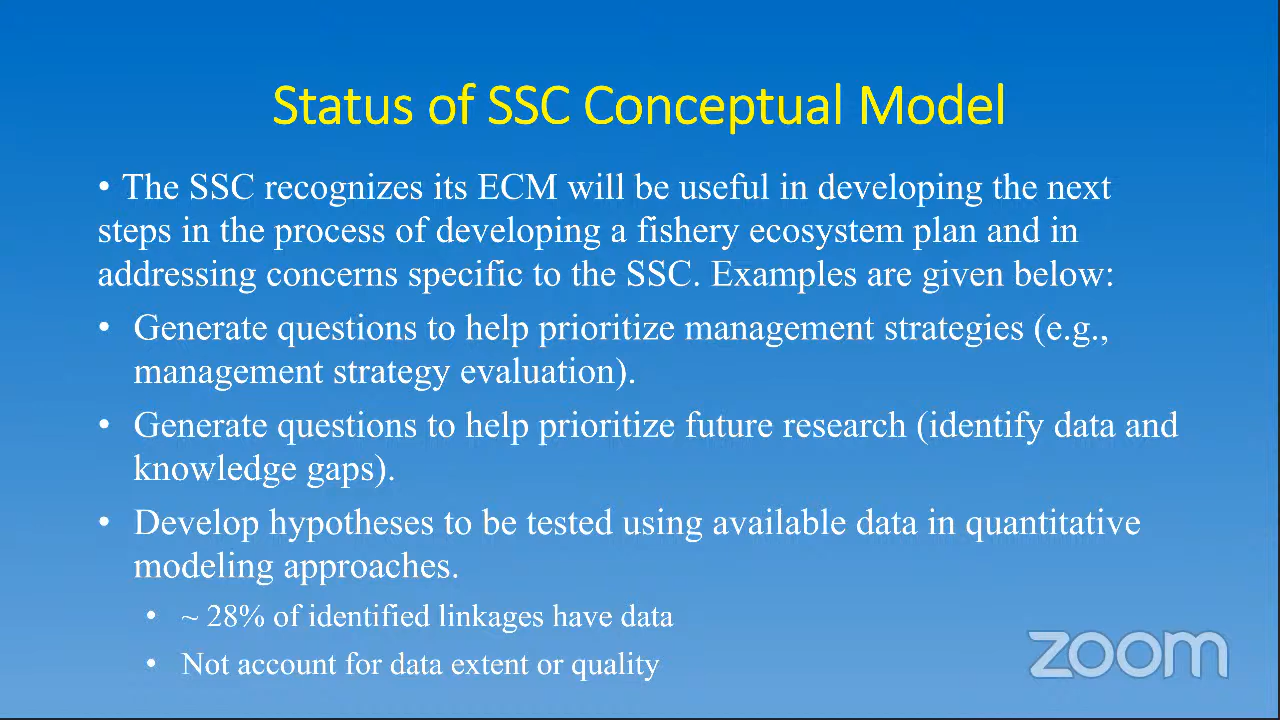 Status of SSC Conceptual Model
• The SSC recognizes its ECM will be useful in developing the next
steps in the process of developing a fishery ecosystem plan and in
addressing concerns specific to the SSC. Examples are given below:
• Generate questions to help prioritize management strategies (e.g.,
management strategy evaluation).
• Generate questions to help prioritize future research (identify data and
knowledge gaps).
• Develop hypotheses to be tested using available data in quantitative
modeling approaches.
• ~ 28% of identified linkages have data
• Not account for data extent or quality
zoom